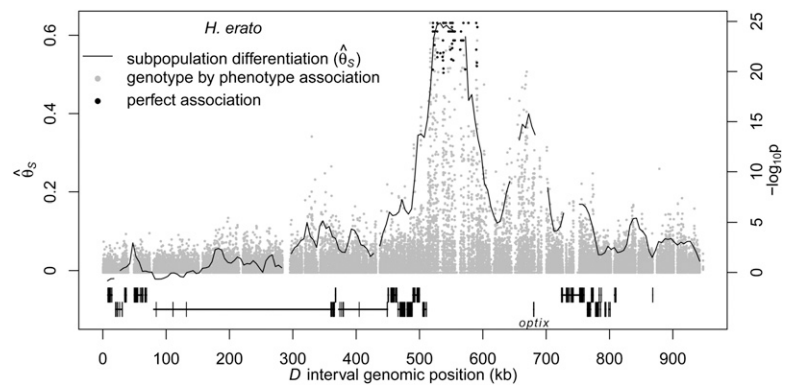 H. erato
subpopulation differentiation (θ̂S)
genotype by phenotype association
perfect association
0.6
0.4
0.2
0
θ̂S
25
20
15
10
5
0
−log10p
optix
0 100 200 300 400 500 600 700 800 900
D interval genomic position (kb)